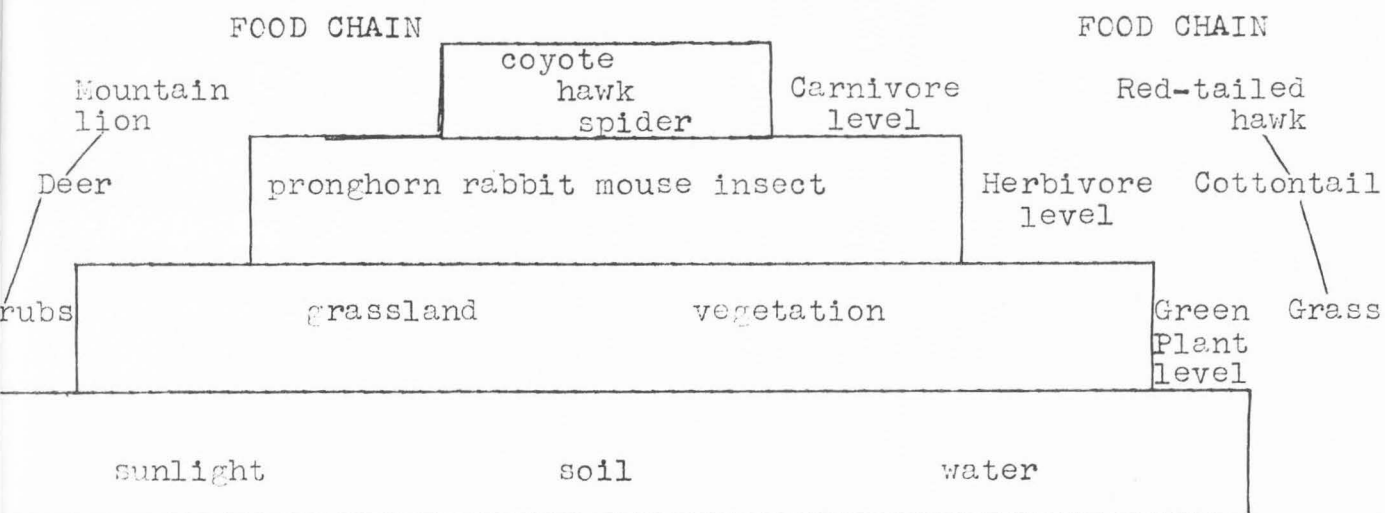 FOOD CHAIN FOOD CHAIN
coyote
Mountain hawk Carnivore Red-tailed
lion spider level hawk
Deer pronghorn rabbit mouse insect Herbivore Cottontail
level
rubs grassland vegetation Green Grass
Plant
level
sunlight soil water